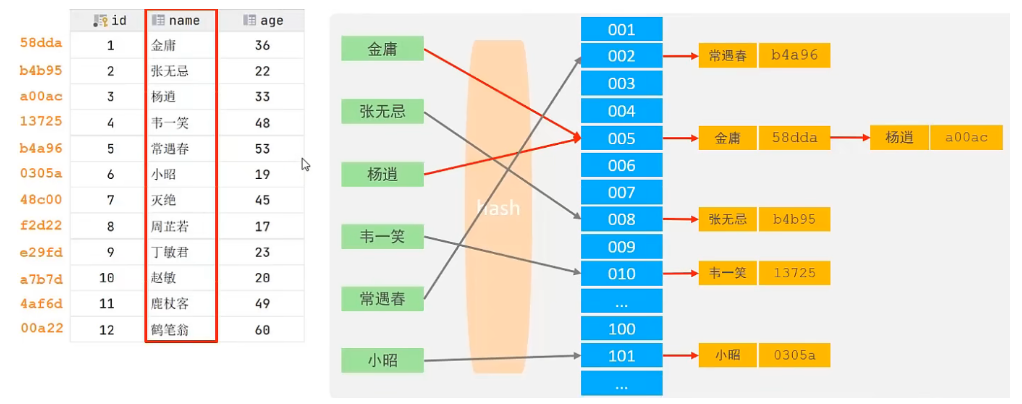 id name age
58dda 1 金庸 36
b4b95 2 张无忌 22
a00ac 3 杨逍 33
13725 4 韦一笑 48
b4a96 5 常遇春 53
0305a 6 小昭 19
48c00 7 灭绝 45
f2d22 8 周芷若 17
e29fd 9 丁敏君 23
a7b7d 10 赵敏 20
4af6d 11 鹿杖客 49
00a22 12 鹤笔翁 60
金庸
张无忌
杨逍
韦一笑
常遇春
小昭
hash
001
002 常遇春 b4a96
003
004
005 金庸 58dda 杨逍 a00ac
006
007
008 张无忌 b4b95
009
010 韦一笑 13725
...
100
101 小昭 0305a
...